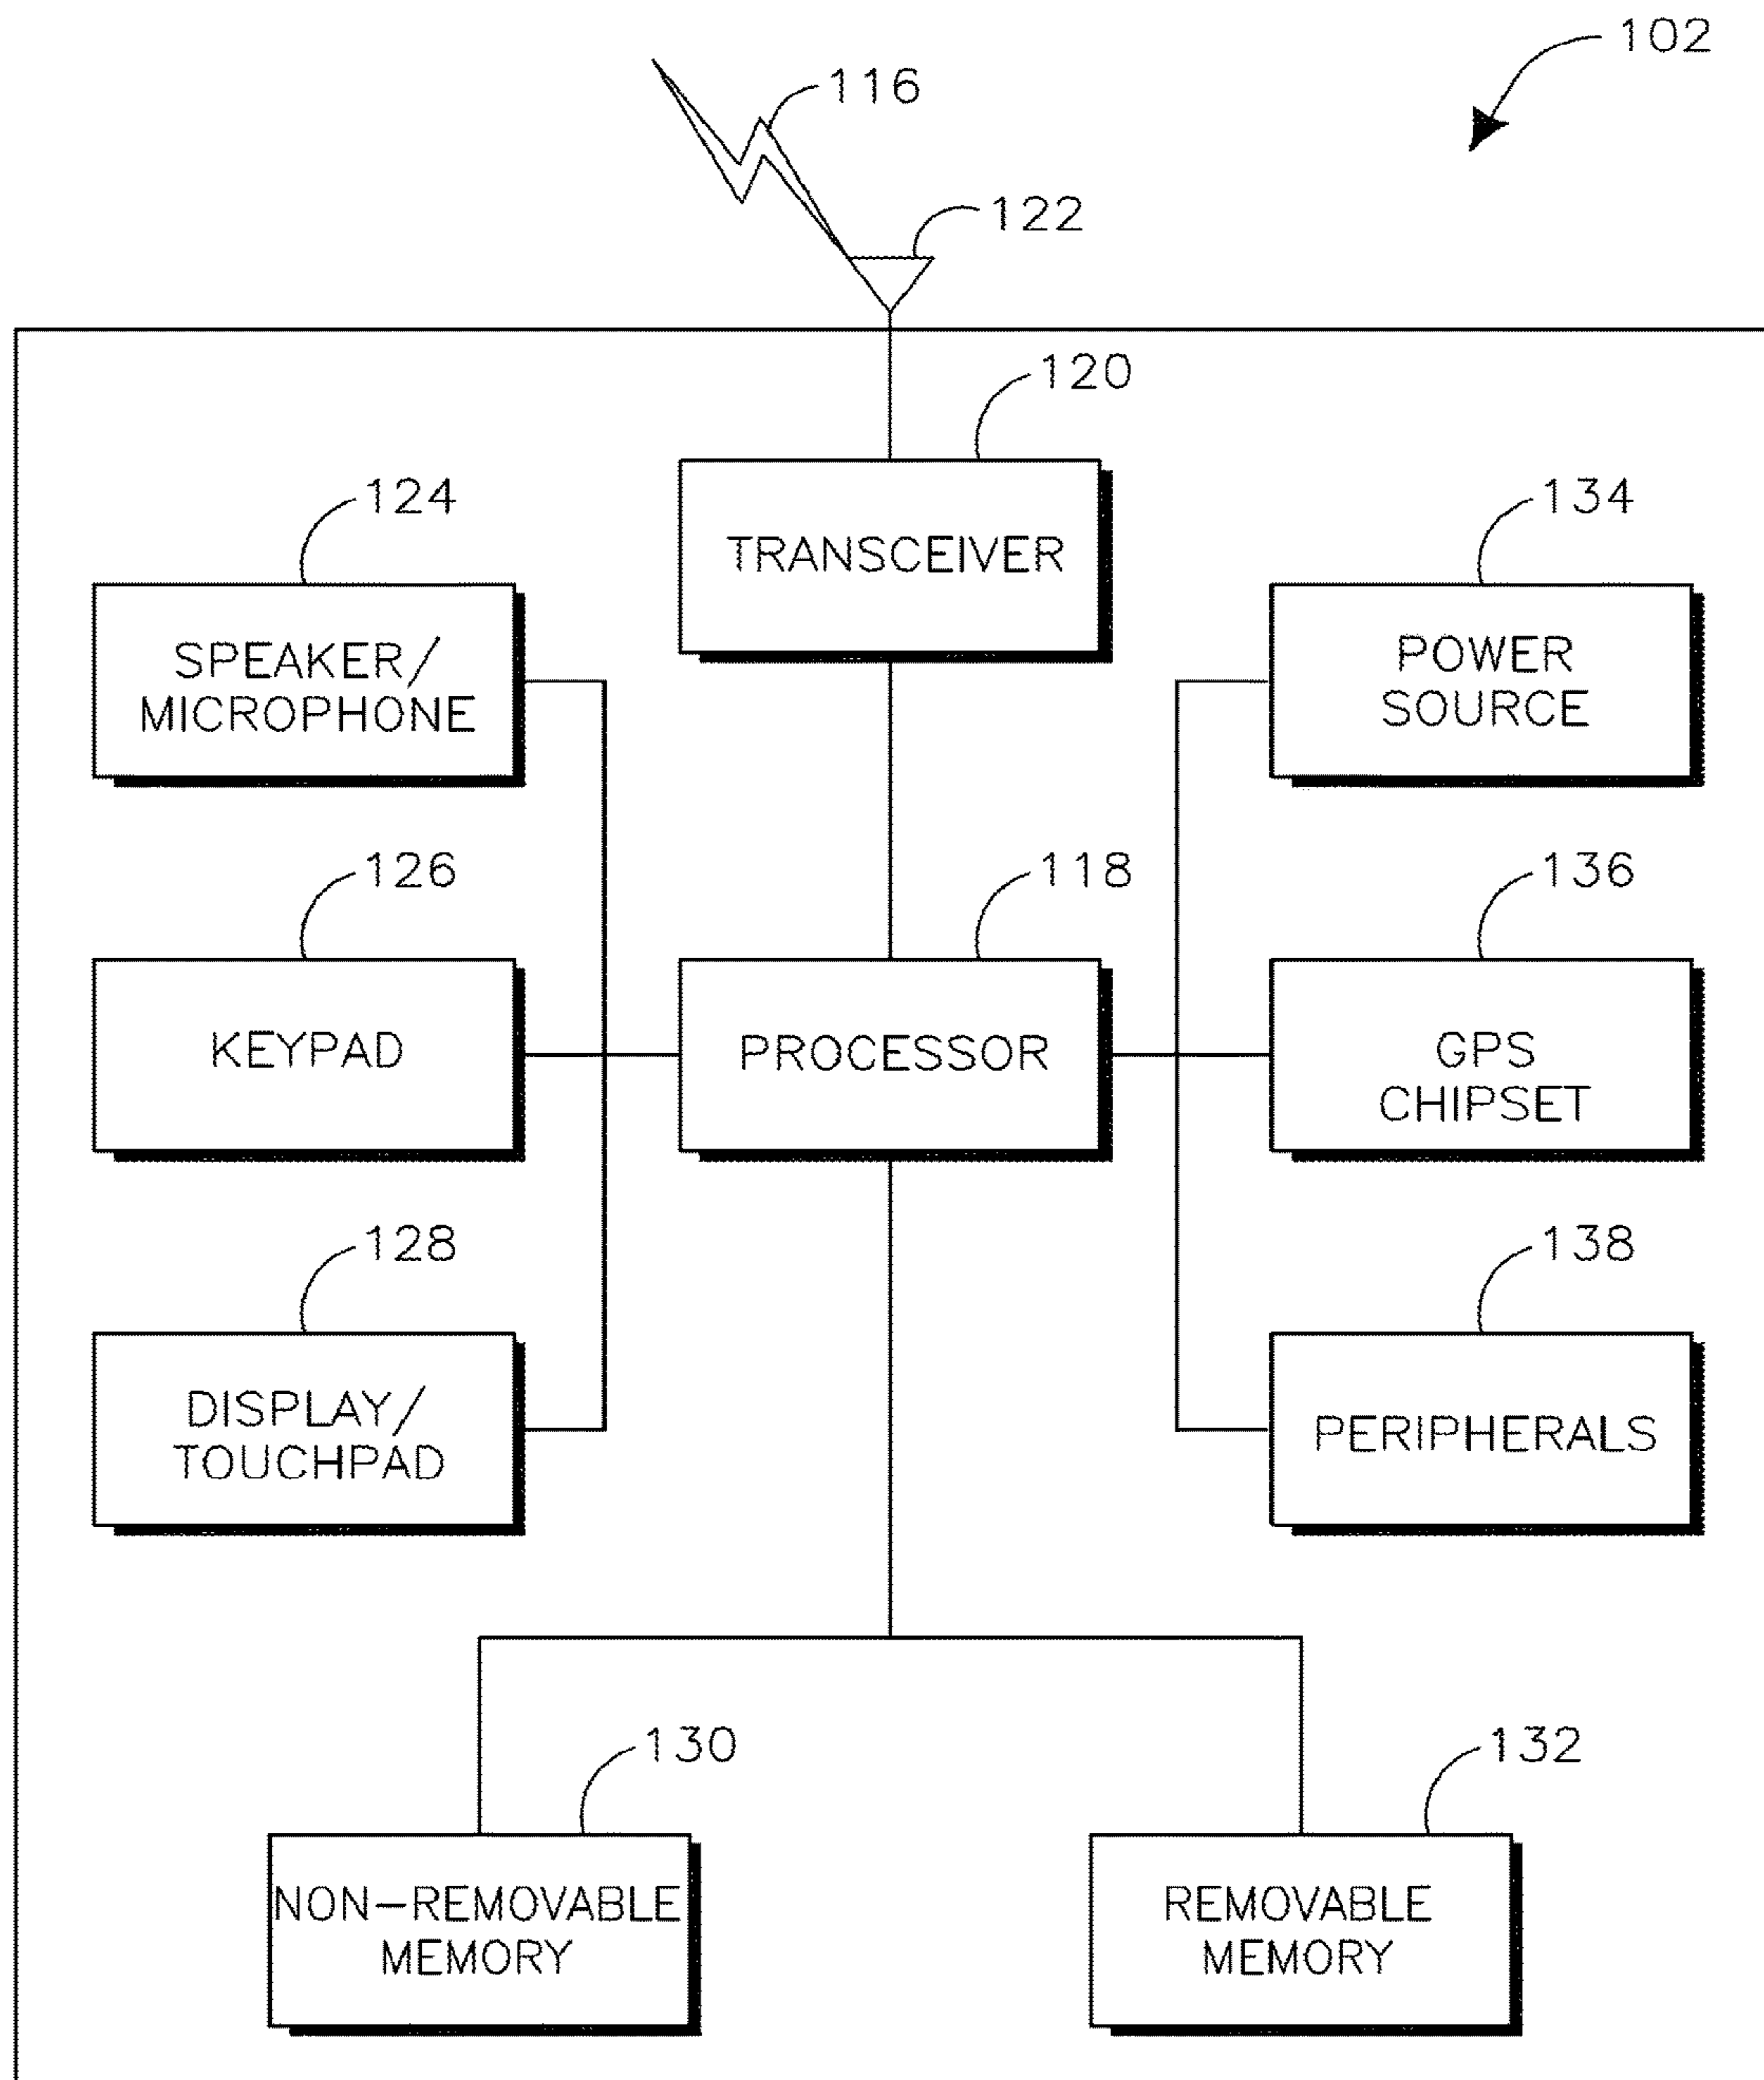 102
116
122
120
TRANSCEIVER
124
SPEAKER/
MICROPHONE
134
POWER
SOURCE
126
KEYPAD
118
PROCESSOR
136
GPS
CHIPSET
128
DISPLAY/
TOUCHPAD
138
PERIPHERALS
130
NON-REMOVABLE
MEMORY
132
REMOVABLE
MEMORY